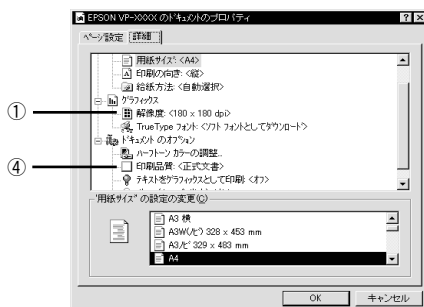 EPSON VP-XXXX のドキュメントのプロパティ
ページ設定 詳細
用紙サイズ: <A4>
印刷の向き: <縦>
給紙方法: <自動選択>
グラフィックス
① 解像度: <180 x 180 dpi>
TrueType フォント: <ソフト フォントとしてダウンロード>
ドキュメントのオプション
ハーフトーン カラーの調整...
④ 印刷品質: <正式文書>
テキストをグラフィックスとして印刷: <オフ>
"用紙サイズ" の設定の変更(C)
A3 横
A3W(ノビ) 328 x 453 mm
A3ノビ 329 x 483 mm
A4
OK キャンセル